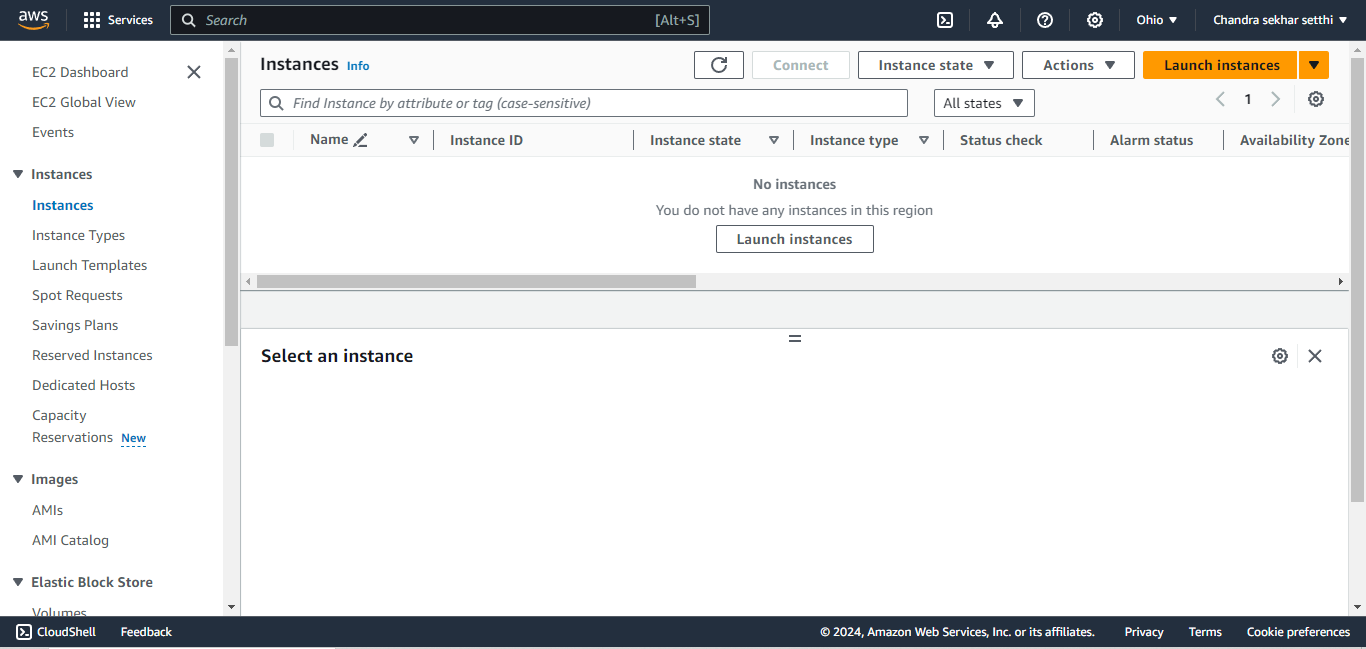 aws Services Search [Alt+S] Ohio Chandra sekhar setthi
EC2 Dashboard
EC2 Global View
Events
Instances
Instances
Instance Types
Launch Templates
Spot Requests
Savings Plans
Reserved Instances
Dedicated Hosts
Capacity
Reservations New
Images
AMIs
AMI Catalog
Elastic Block Store
Volumes
Instances Info Connect Instance state Actions Launch instances
Find Instance by attribute or tag (case-sensitive) All states 1
Name Instance ID Instance state Instance type Status check Alarm status Availability Zone
No instances
You do not have any instances in this region
Launch instances
Select an instance
CloudShell Feedback © 2024, Amazon Web Services, Inc. or its affiliates. Privacy Terms Cookie preferences